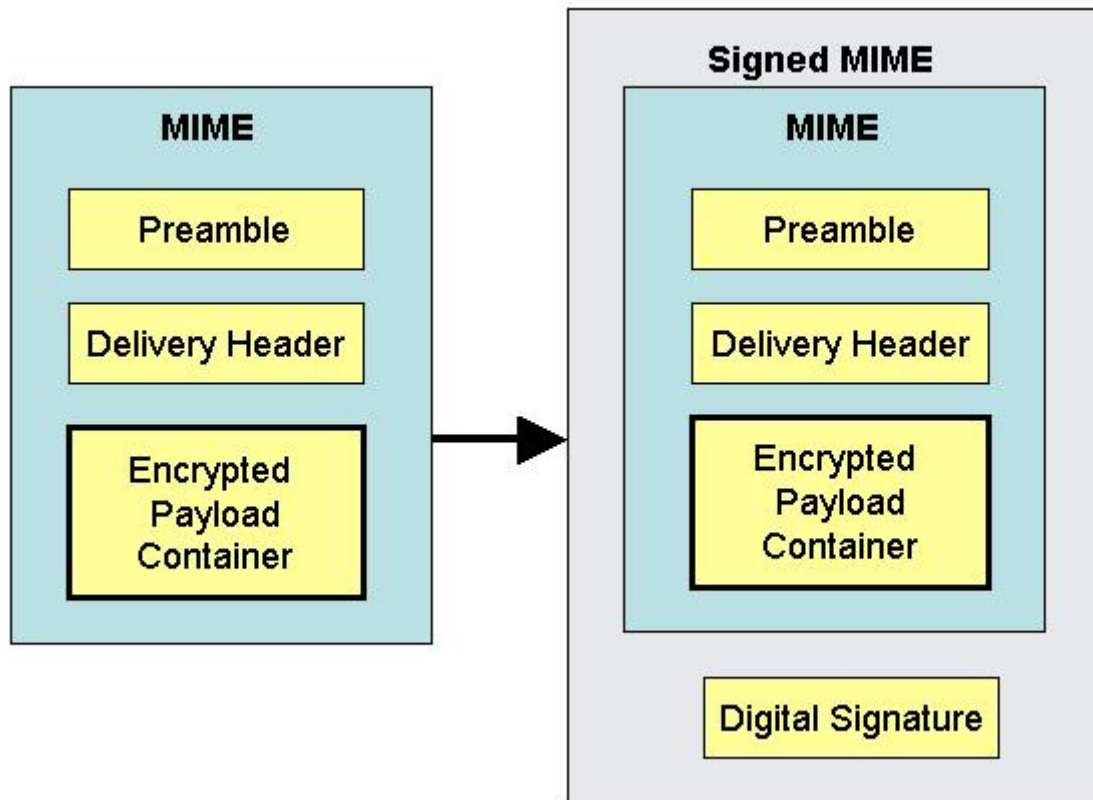 MIME
Preamble
Delivery Header
Encrypted
Payload
Container
Signed MIME
MIME
Preamble
Delivery Header
Encrypted
Payload
Container
Digital Signature